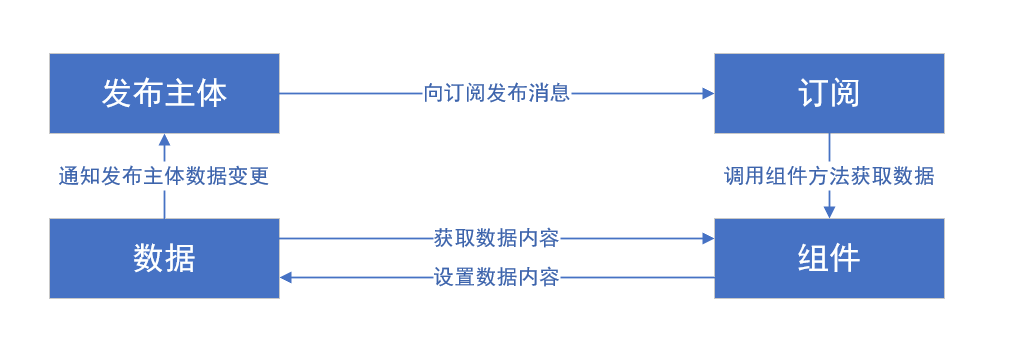 发布主体
向订阅发布消息
订阅
通知发布主体数据变更
调用组件方法获取数据
数据
获取数据内容
设置数据内容
组件